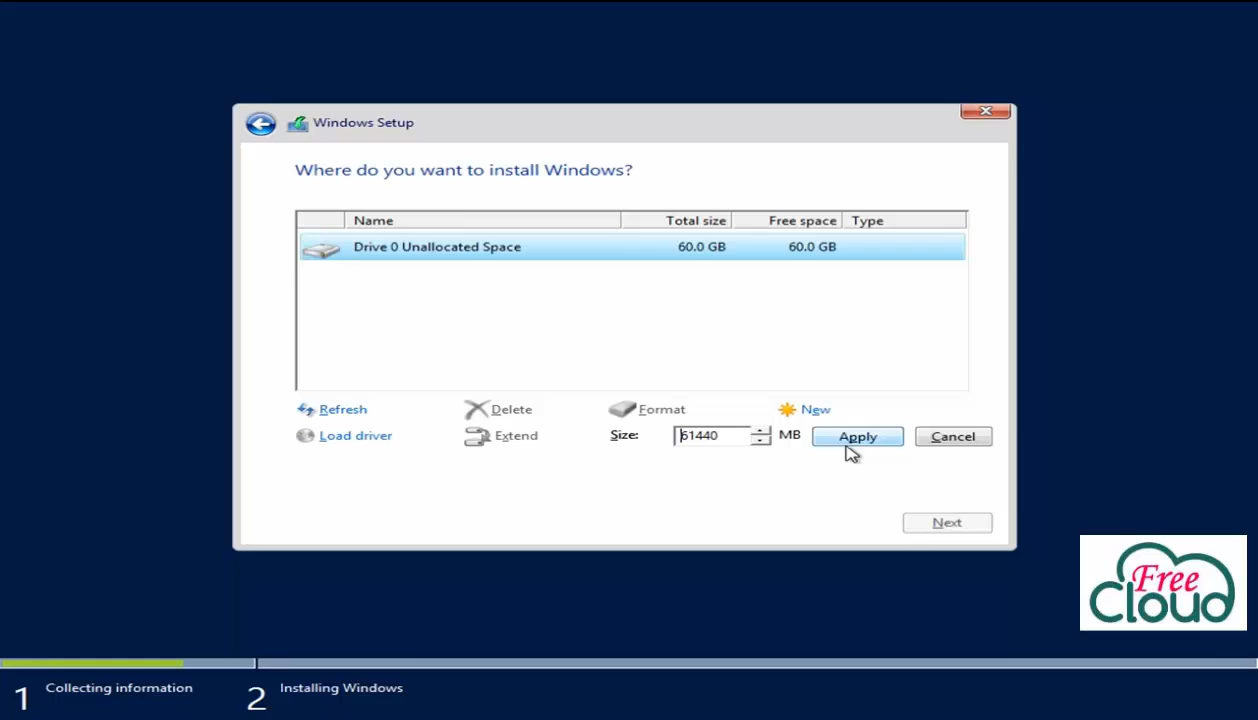 Windows Setup
Where do you want to install Windows?
Name Total size Free space Type
Drive 0 Unallocated Space 60.0 GB 60.0 GB
Refresh Delete Format New
Load driver Extend Size: 61440 MB Apply Cancel
Next
Free
Cloud
1 Collecting information 2 Installing Windows